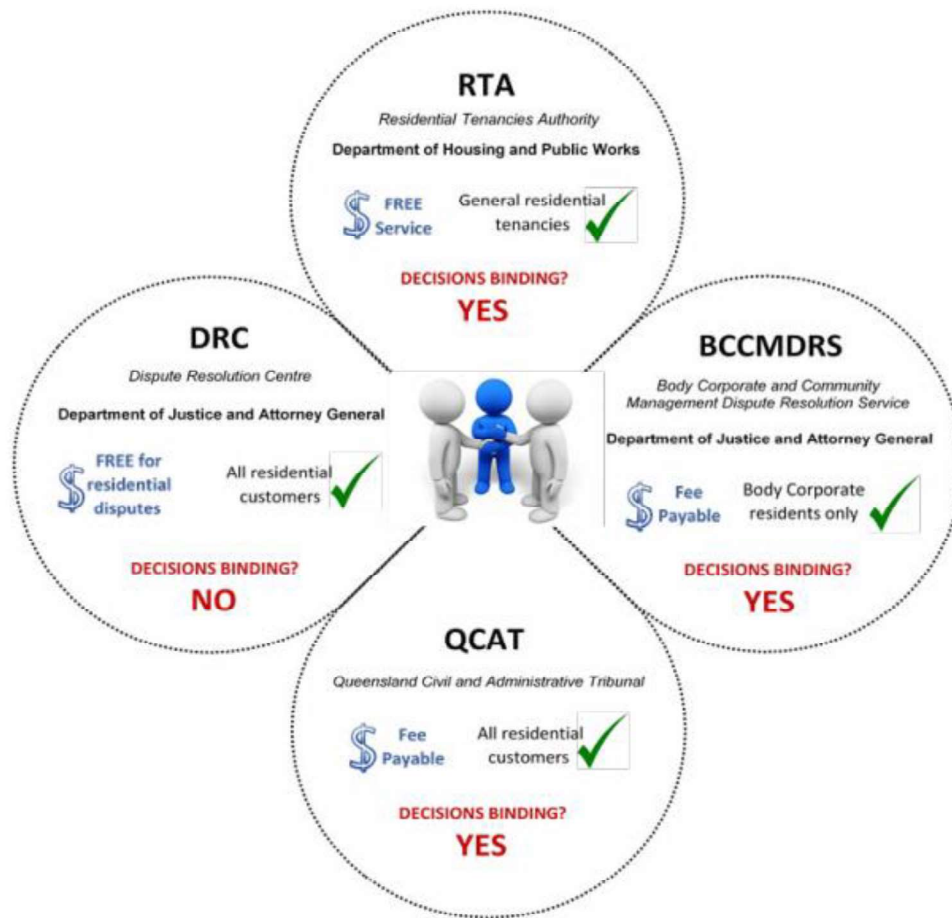 RTA
Residential Tenancies Authority
Department of Housing and Public Works
$ FREE
Service
General residential
tenancies
DECISIONS BINDING?
YES
DRC
Dispute Resolution Centre
Department of Justice and Attorney General
$ FREE for
residential
disputes
All residential
customers
DECISIONS BINDING?
NO
BCCMDRS
Body Corporate and Community
Management Dispute Resolution Service
Department of Justice and Attorney General
$ Fee
Payable
Body Corporate
residents only
DECISIONS BINDING?
YES
QCAT
Queensland Civil and Administrative Tribunal
$ Fee
Payable
All residential
customers
DECISIONS BINDING?
YES